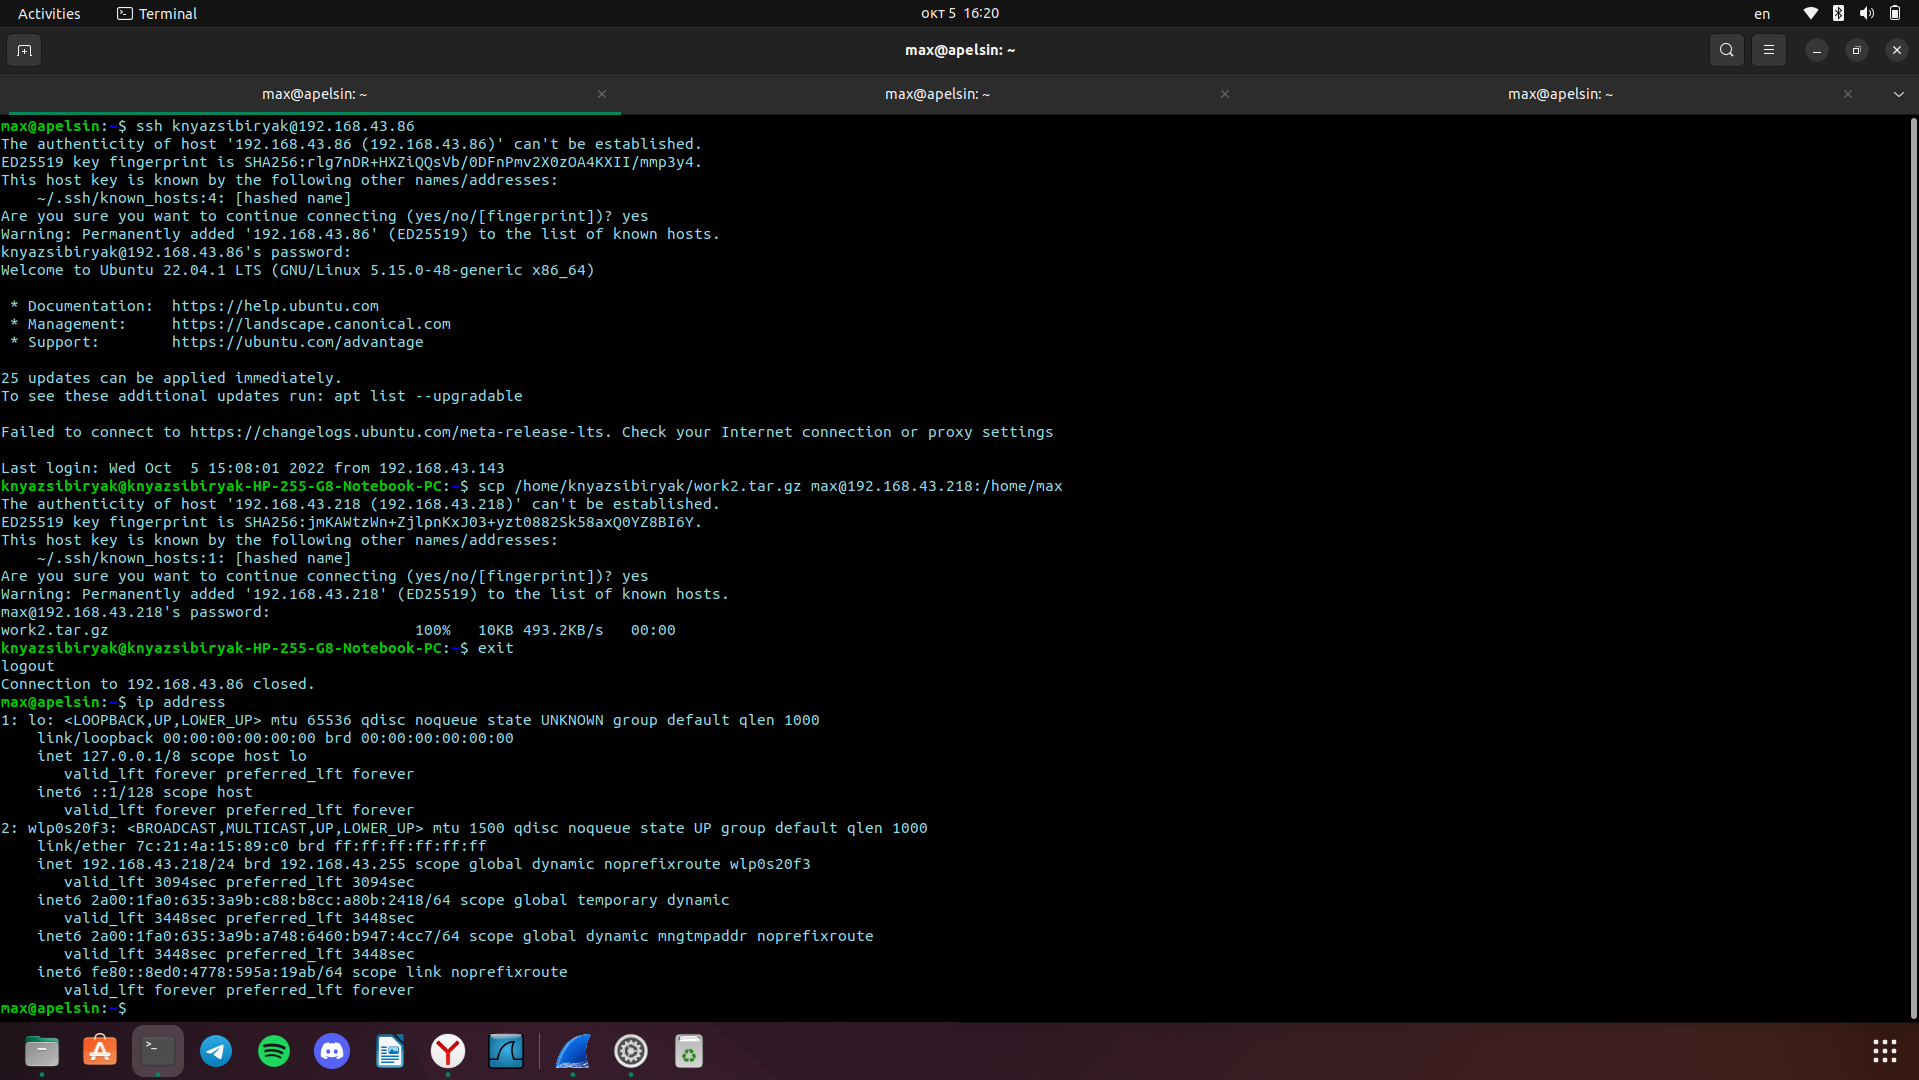 Activities Terminal окт 5 16:20 en
max@apelsin: ~
max@apelsin: ~ max@apelsin: ~ max@apelsin: ~
max@apelsin:~$ ssh knyazsibiryak@192.168.43.86
The authenticity of host '192.168.43.86 (192.168.43.86)' can't be established.
ED25519 key fingerprint is SHA256:rlg7nDR+HXZiQQsVb/0DFnPmv2X0zOA4KXII/mmp3y4.
This host key is known by the following other names/addresses:
    ~/.ssh/known_hosts:4: [hashed name]
Are you sure you want to continue connecting (yes/no/[fingerprint])? yes
Warning: Permanently added '192.168.43.86' (ED25519) to the list of known hosts.
knyazsibiryak@192.168.43.86's password:
Welcome to Ubuntu 22.04.1 LTS (GNU/Linux 5.15.0-48-generic x86_64)
 * Documentation:  https://help.ubuntu.com
 * Management:     https://landscape.canonical.com
 * Support:        https://ubuntu.com/advantage
25 updates can be applied immediately.
To see these additional updates run: apt list --upgradable
Failed to connect to https://changelogs.ubuntu.com/meta-release-lts. Check your Internet connection or proxy settings
Last login: Wed Oct  5 15:08:01 2022 from 192.168.43.143
knyazsibiryak@knyazsibiryak-HP-255-G8-Notebook-PC:~$ scp /home/knyazsibiryak/work2.tar.gz max@192.168.43.218:/home/max
The authenticity of host '192.168.43.218 (192.168.43.218)' can't be established.
ED25519 key fingerprint is SHA256:jmKAWtzWn+ZjlpnKxJ03+yzt0882Sk58axQ0YZ8BI6Y.
This host key is known by the following other names/addresses:
    ~/.ssh/known_hosts:1: [hashed name]
Are you sure you want to continue connecting (yes/no/[fingerprint])? yes
Warning: Permanently added '192.168.43.218' (ED25519) to the list of known hosts.
max@192.168.43.218's password:
work2.tar.gz                                  100%   10KB 493.2KB/s   00:00
knyazsibiryak@knyazsibiryak-HP-255-G8-Notebook-PC:~$ exit
logout
Connection to 192.168.43.86 closed.
max@apelsin:~$ ip address
1: lo: <LOOPBACK,UP,LOWER_UP> mtu 65536 qdisc noqueue state UNKNOWN group default qlen 1000
    link/loopback 00:00:00:00:00:00 brd 00:00:00:00:00:00
    inet 127.0.0.1/8 scope host lo
       valid_lft forever preferred_lft forever
    inet6 ::1/128 scope host
       valid_lft forever preferred_lft forever
2: wlp0s20f3: <BROADCAST,MULTICAST,UP,LOWER_UP> mtu 1500 qdisc noqueue state UP group default qlen 1000
    link/ether 7c:21:4a:15:89:c0 brd ff:ff:ff:ff:ff:ff
    inet 192.168.43.218/24 brd 192.168.43.255 scope global dynamic noprefixroute wlp0s20f3
       valid_lft 3094sec preferred_lft 3094sec
    inet6 2a00:1fa0:635:3a9b:c88:b8cc:a80b:2418/64 scope global temporary dynamic
       valid_lft 3448sec preferred_lft 3448sec
    inet6 2a00:1fa0:635:3a9b:a748:6460:b947:4cc7/64 scope global dynamic mngtmpaddr noprefixroute
       valid_lft 3448sec preferred_lft 3448sec
    inet6 fe80::8ed0:4778:595a:19ab/64 scope link noprefixroute
       valid_lft forever preferred_lft forever
max@apelsin:~$